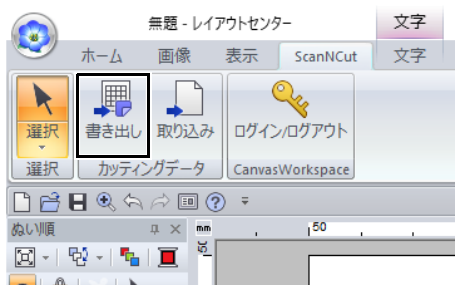 無題 - レイアウトセンター
文字
ホーム 画像 表示 ScanNCut 文字
選択 書き出し 取り込み ログイン/ログアウト
選択 カッティングデータ CanvasWorkspace
ぬい順
mm 50
50